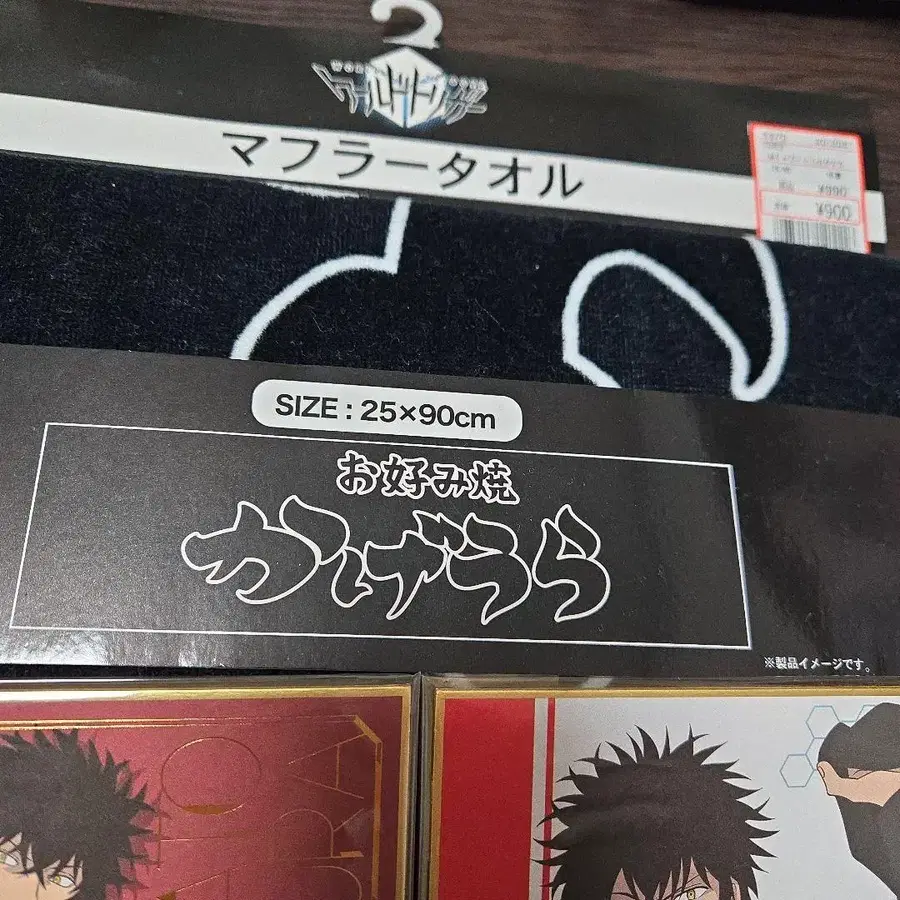 ワールドトリガー
マフラータオル
¥990
¥900
SIZE : 25×90cm
お好み焼
かげうら
※製品イメージです。